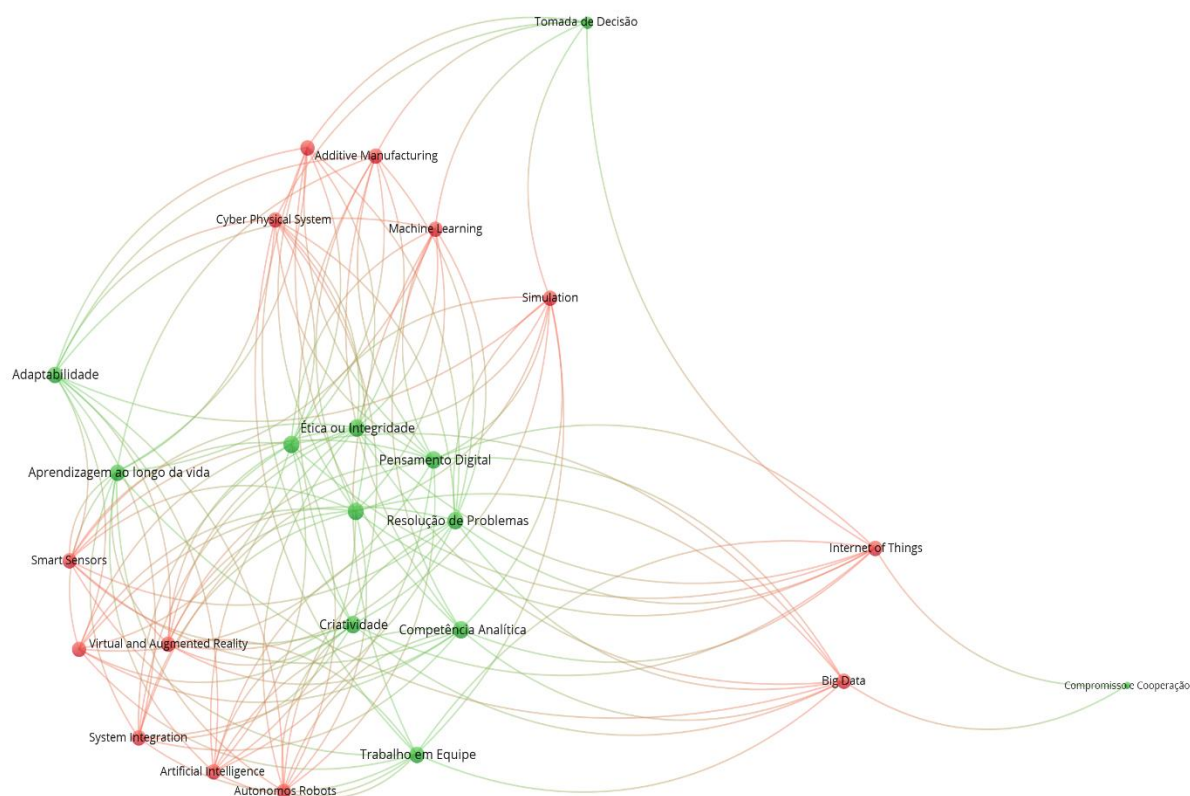 Tomada de Decisão
Additive Manufacturing
Cyber Physical System
Machine Learning
Simulation
Adaptabilidade
Ética ou Integridade
Pensamento Digital
Aprendizagem ao longo da vida
Resolução de Problemas
Internet of Things
Smart Sensors
Criatividade
Competência Analítica
Virtual and Augmented Reality
Big Data
Compromisso e Cooperação
System Integration
Trabalho em Equipe
Artificial Intelligence
Autonomos Robots